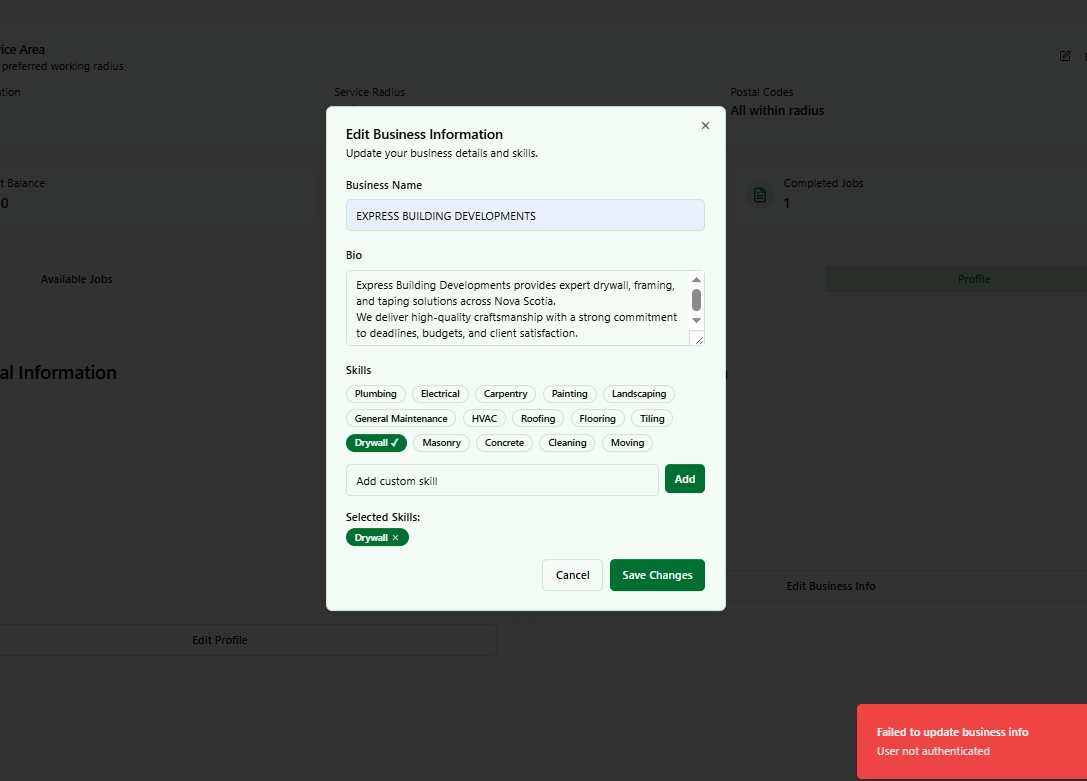 ice Area
preferred working radius
tion
Service Radius
Postal Codes
All within radius
t Balance
0
Completed Jobs
1
Available Jobs
Profile
al Information
Edit Business Information
Update your business details and skills.
Business Name
EXPRESS BUILDING DEVELOPMENTS
Bio
Express Building Developments provides expert drywall, framing,
and taping solutions across Nova Scotia.
We deliver high-quality craftsmanship with a strong commitment
to deadlines, budgets, and client satisfaction.
Skills
Plumbing Electrical Carpentry Painting Landscaping
General Maintenance HVAC Roofing Flooring Tiling
Drywall ✓ Masonry Concrete Cleaning Moving
Add custom skill Add
Selected Skills:
Drywall ×
Cancel Save Changes
Edit Business Info
Edit Profile
Failed to update business info
User not authenticated